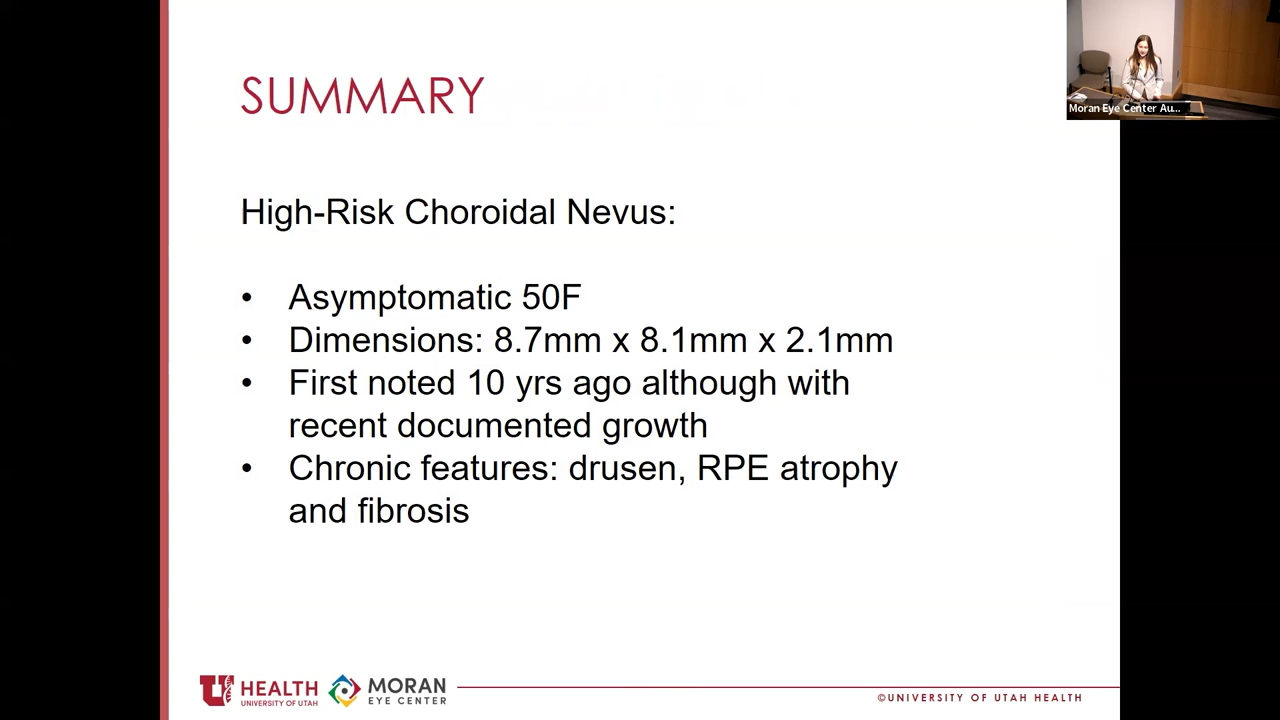 SUMMARY
Moran Eye Center Au...
High-Risk Choroidal Nevus:
• Asymptomatic 50F
• Dimensions: 8.7mm x 8.1mm x 2.1mm
• First noted 10 yrs ago although with
recent documented growth
• Chronic features: drusen, RPE atrophy
and fibrosis
U HEALTH
UNIVERSITY OF UTAH
MORAN
EYE CENTER
©UNIVERSITY OF UTAH HEALTH